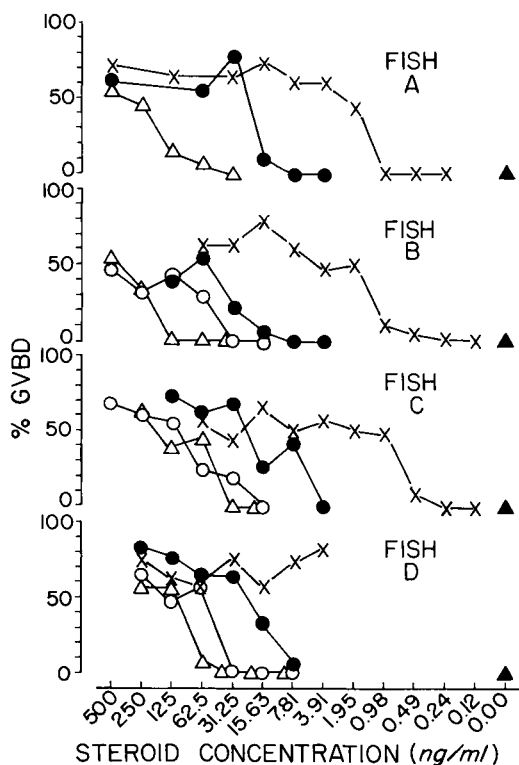 100
50
0
FISH
A
100
50
0
FISH
B
100
50
0
FISH
C
100
50
0
FISH
D
% GVBD
500 250 125 62.5 31.25 15.63 7.81 3.91 1.95 0.98 0.49 0.24 0.12 0.00
STEROID CONCENTRATION (ng/ml)